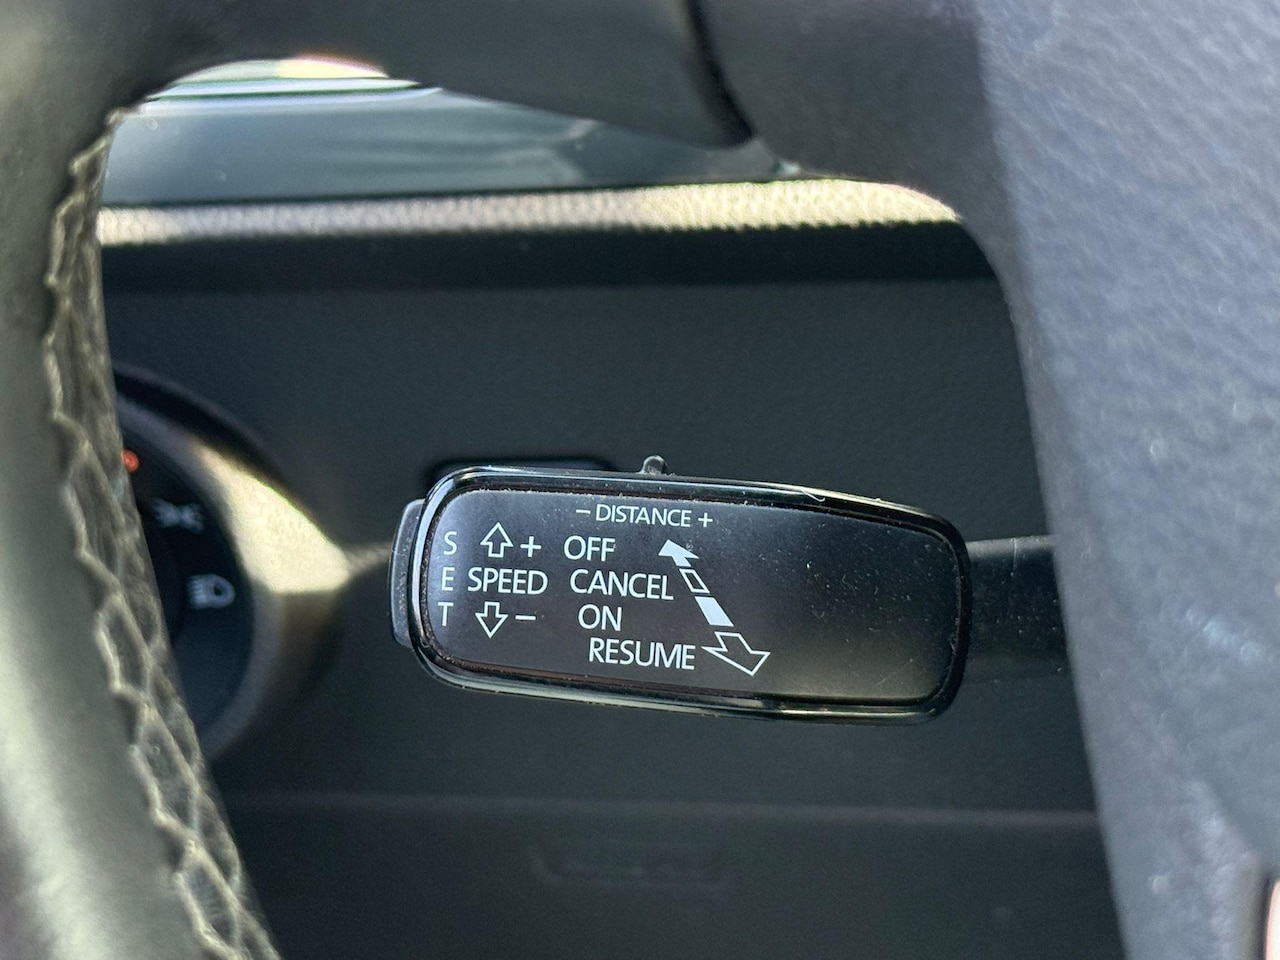 − DISTANCE +
S + OFF
E SPEED CANCEL
T − ON
RESUME